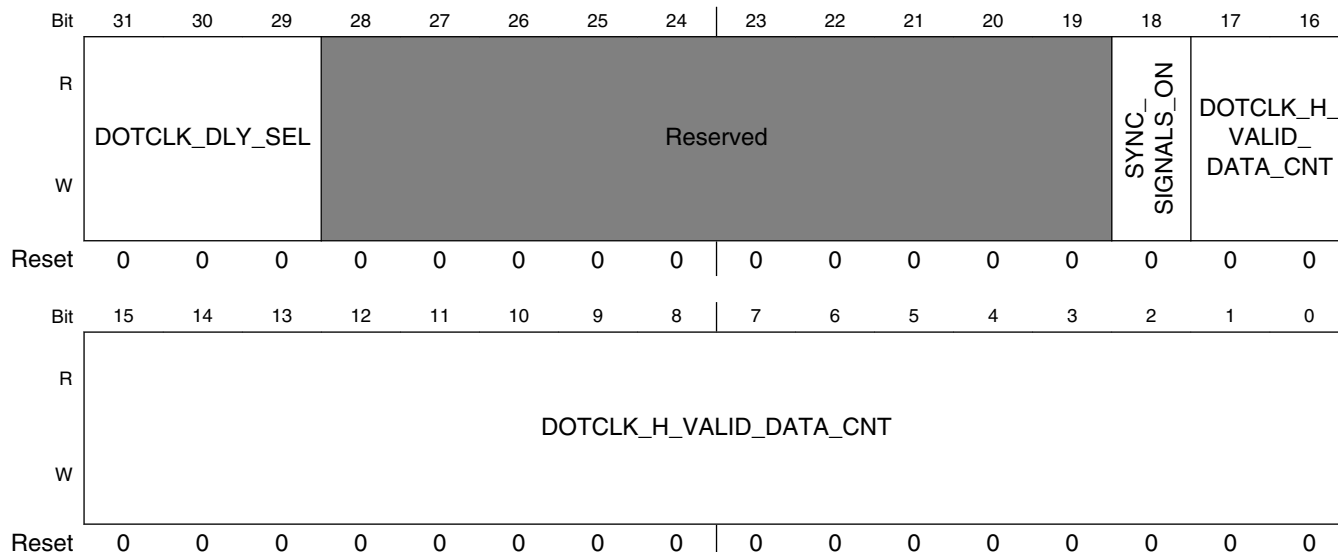 Bit 31 30 29 28 27 26 25 24 23 22 21 20 19 18 17 16
R
DOTCLK_DLY_SEL
Reserved
SYNC_
SIGNALS_ON
DOTCLK_H_
VALID_
DATA_CNT
W
Reset 0 0 0 0 0 0 0 0 0 0 0 0 0 0 0 0
Bit 15 14 13 12 11 10 9 8 7 6 5 4 3 2 1 0
R
DOTCLK_H_VALID_DATA_CNT
W
Reset 0 0 0 0 0 0 0 0 0 0 0 0 0 0 0 0